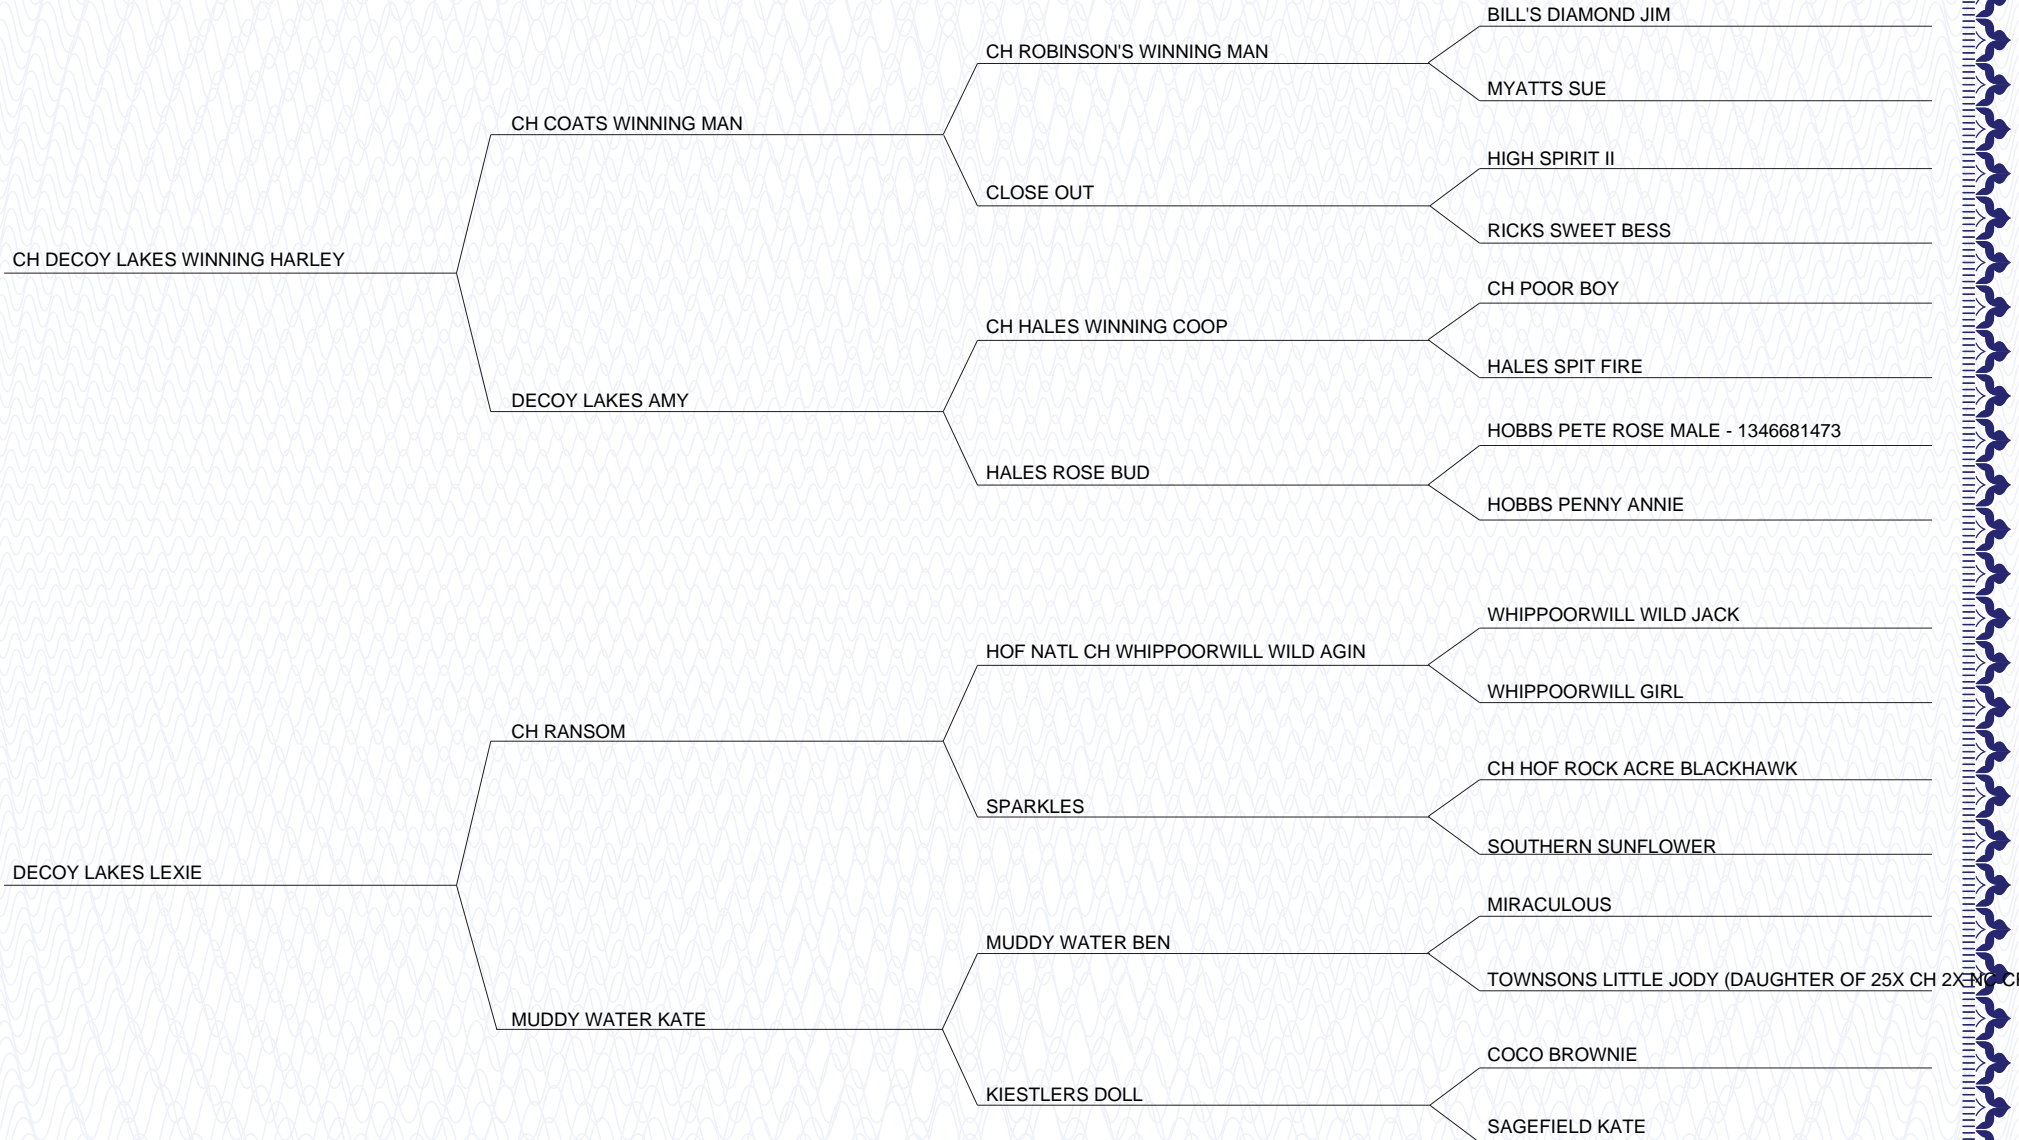 BILL'S DIAMOND JIM
CH ROBINSON'S WINNING MAN
MYATTS SUE
CH COATS WINNING MAN
HIGH SPIRIT II
CLOSE OUT
RICKS SWEET BESS
CH DECOY LAKES WINNING HARLEY
CH POOR BOY
CH HALES WINNING COOP
HALES SPIT FIRE
DECOY LAKES AMY
HOBBS PETE ROSE MALE - 1346681473
HALES ROSE BUD
HOBBS PENNY ANNIE
WHIPPOORWILL WILD JACK
HOF NATL CH WHIPPOORWILL WILD AGIN
WHIPPOORWILL GIRL
CH RANSOM
CH HOF ROCK ACRE BLACKHAWK
SPARKLES
SOUTHERN SUNFLOWER
DECOY LAKES LEXIE
MIRACULOUS
MUDDY WATER BEN
TOWNSONS LITTLE JODY (DAUGHTER OF 25X CH 2X NC
MUDDY WATER KATE
COCO BROWNIE
KIESTLERS DOLL
SAGEFIELD KATE